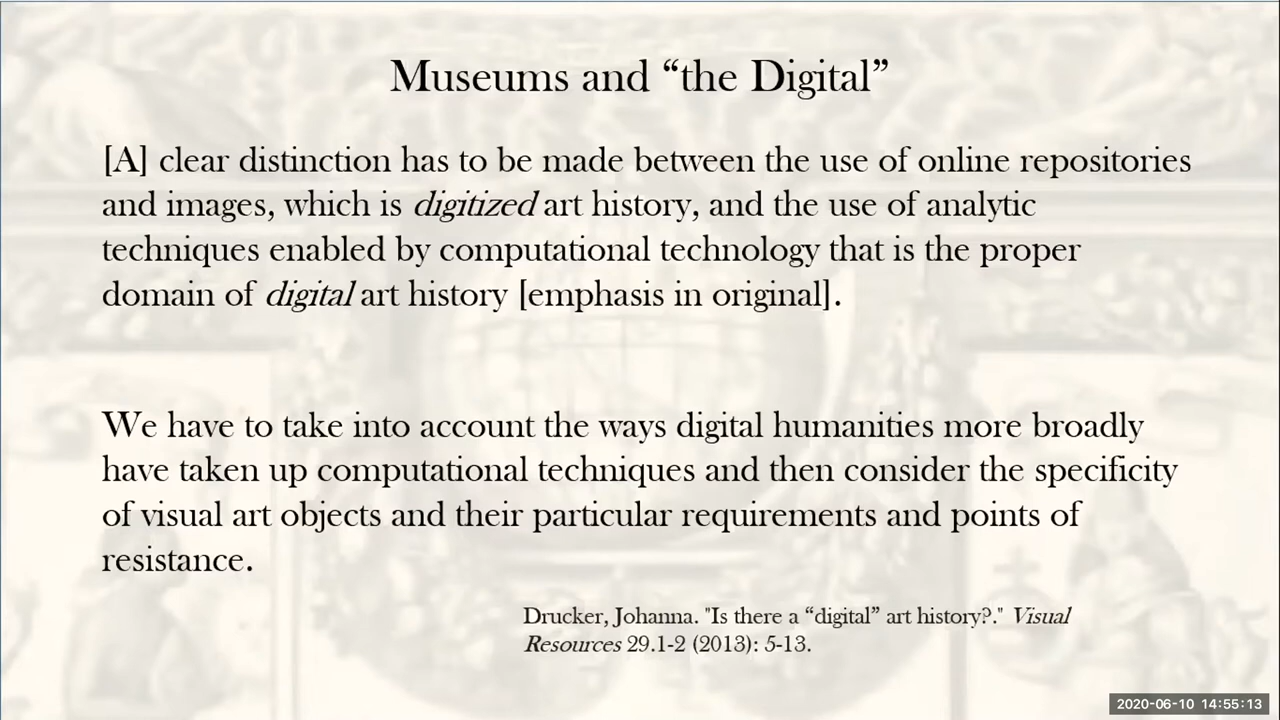 Museums and “the Digital”
[A] clear distinction has to be made between the use of online repositories
and images, which is digitized art history, and the use of analytic
techniques enabled by computational technology that is the proper
domain of digital art history [emphasis in original].
We have to take into account the ways digital humanities more broadly
have taken up computational techniques and then consider the specificity
of visual art objects and their particular requirements and points of
resistance.
Drucker, Johanna. "Is there a “digital” art history?." Visual
Resources 29.1-2 (2013): 5-13.
2020-06-10 14:55:13